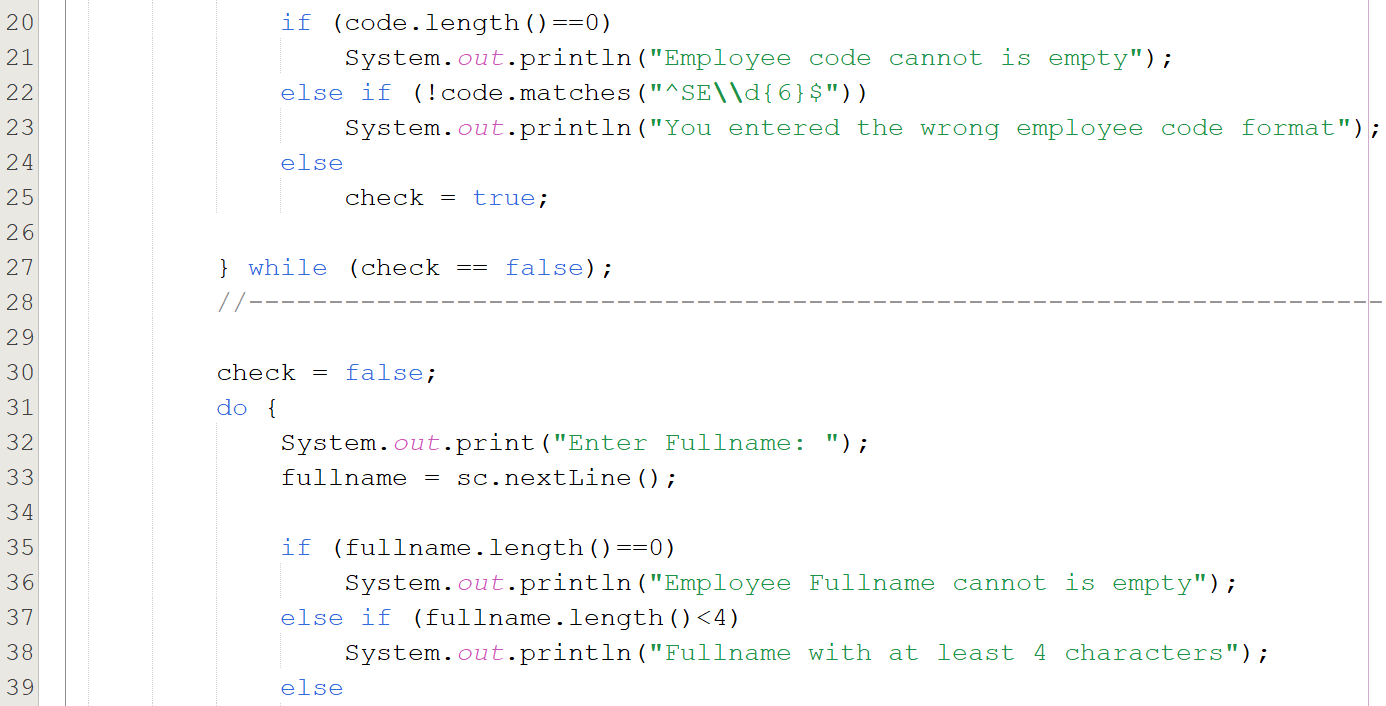 20 if (code.length()==0)
21 System.out.println("Employee code cannot is empty");
22 else if (!code.matches("^SE\\d{6}$"))
23 System.out.println("You entered the wrong employee code format");
24 else
25 check = true;
26
27 } while (check == false);
28 //-----------------------------------------------------------------------
29
30 check = false;
31 do {
32 System.out.print("Enter Fullname: ");
33 fullname = sc.nextLine();
34
35 if (fullname.length()==0)
36 System.out.println("Employee Fullname cannot is empty");
37 else if (fullname.length()<4)
38 System.out.println("Fullname with at least 4 characters");
39 else